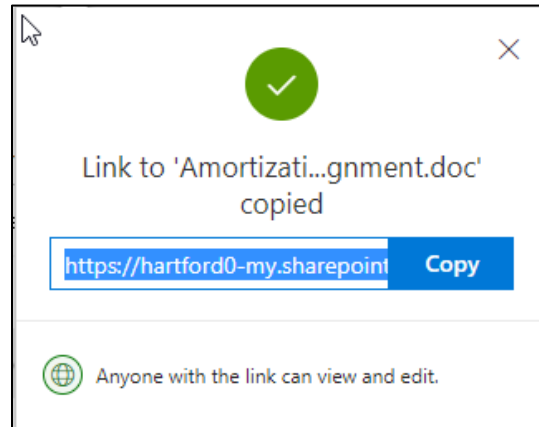 Link to 'Amortizati...gnment.doc'
copied
https://hartford0-my.sharepoint
Copy
Anyone with the link can view and edit.